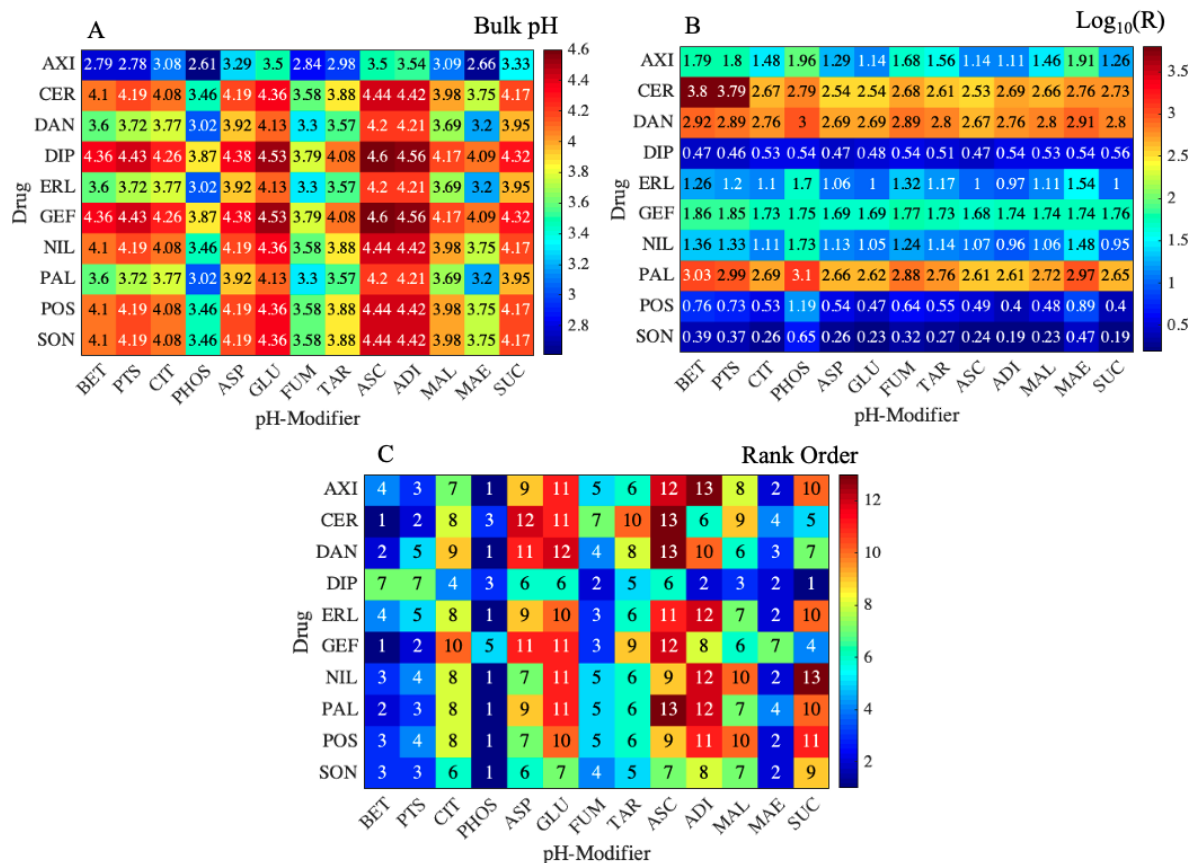 A
Bulk pH
AXI 2.79 2.78 3.08 2.61 3.29 3.5 2.84 2.98 3.5 3.54 3.09 2.66 3.33
CER 4.1 4.19 4.08 3.46 4.19 4.36 3.58 3.88 4.44 4.42 3.98 3.75 4.17
DAN 3.6 3.72 3.77 3.02 3.92 4.13 3.3 3.57 4.2 4.21 3.69 3.2 3.95
DIP 4.36 4.43 4.26 3.87 4.38 4.53 3.79 4.08 4.6 4.56 4.17 4.09 4.32
ERL 3.6 3.72 3.77 3.02 3.92 4.13 3.3 3.57 4.2 4.21 3.69 3.2 3.95
GEF 4.36 4.43 4.26 3.87 4.38 4.53 3.79 4.08 4.6 4.56 4.17 4.09 4.32
NIL 4.1 4.19 4.08 3.46 4.19 4.36 3.58 3.88 4.44 4.42 3.98 3.75 4.17
PAL 3.6 3.72 3.77 3.02 3.92 4.13 3.3 3.57 4.2 4.21 3.69 3.2 3.95
POS 4.1 4.19 4.08 3.46 4.19 4.36 3.58 3.88 4.44 4.42 3.98 3.75 4.17
SON 4.1 4.19 4.08 3.46 4.19 4.36 3.58 3.88 4.44 4.42 3.98 3.75 4.17
BET PTS CIT PHOS ASP GLU FUM TAR ASC ADI MAL MAE SUC
pH-Modifier
Drug
4.6
4.4
4.2
4
3.8
3.6
3.4
3.2
3
2.8
B
Log10(R)
AXI 1.79 1.8 1.48 1.96 1.29 1.14 1.68 1.56 1.14 1.11 1.46 1.91 1.26
CER 3.8 3.79 2.67 2.79 2.54 2.54 2.68 2.61 2.53 2.69 2.66 2.76 2.73
DAN 2.92 2.89 2.76 3 2.69 2.69 2.89 2.8 2.67 2.76 2.8 2.91 2.8
DIP 0.47 0.46 0.53 0.54 0.47 0.48 0.54 0.51 0.47 0.54 0.53 0.54 0.56
ERL 1.26 1.2 1.1 1.7 1.06 1 1.32 1.17 1 0.97 1.11 1.54 1
GEF 1.86 1.85 1.73 1.75 1.69 1.69 1.77 1.73 1.68 1.74 1.74 1.74 1.76
NIL 1.36 1.33 1.11 1.73 1.13 1.05 1.24 1.14 1.07 0.96 1.06 1.48 0.95
PAL 3.03 2.99 2.69 3.1 2.66 2.62 2.88 2.76 2.61 2.61 2.72 2.97 2.65
POS 0.76 0.73 0.53 1.19 0.54 0.47 0.64 0.55 0.49 0.4 0.48 0.89 0.4
SON 0.39 0.37 0.26 0.65 0.26 0.23 0.32 0.27 0.24 0.19 0.23 0.47 0.19
BET PTS CIT PHOS ASP GLU FUM TAR ASC ADI MAL MAE SUC
pH-Modifier
Drug
3.5
3
2.5
2
1.5
1
0.5
C
Rank Order
AXI 4 3 7 1 9 11 5 6 12 13 8 2 10
CER 1 2 8 3 12 11 7 10 13 6 9 4 5
DAN 2 5 9 1 11 12 4 8 13 10 6 3 7
DIP 7 7 4 3 6 6 2 5 6 2 3 2 1
ERL 4 5 8 1 9 10 3 6 11 12 7 2 10
GEF 1 2 10 5 11 11 3 9 12 8 6 7 4
NIL 3 4 8 1 7 11 5 6 9 12 10 2 13
PAL 2 3 8 1 9 11 5 6 13 12 7 4 10
POS 3 4 8 1 7 10 5 6 9 11 10 2 11
SON 3 3 6 1 6 7 4 5 7 8 7 2 9
BET PTS CIT PHOS ASP GLU FUM TAR ASC ADI MAL MAE SUC
pH-Modifier
Drug
12
10
8
6
4
2